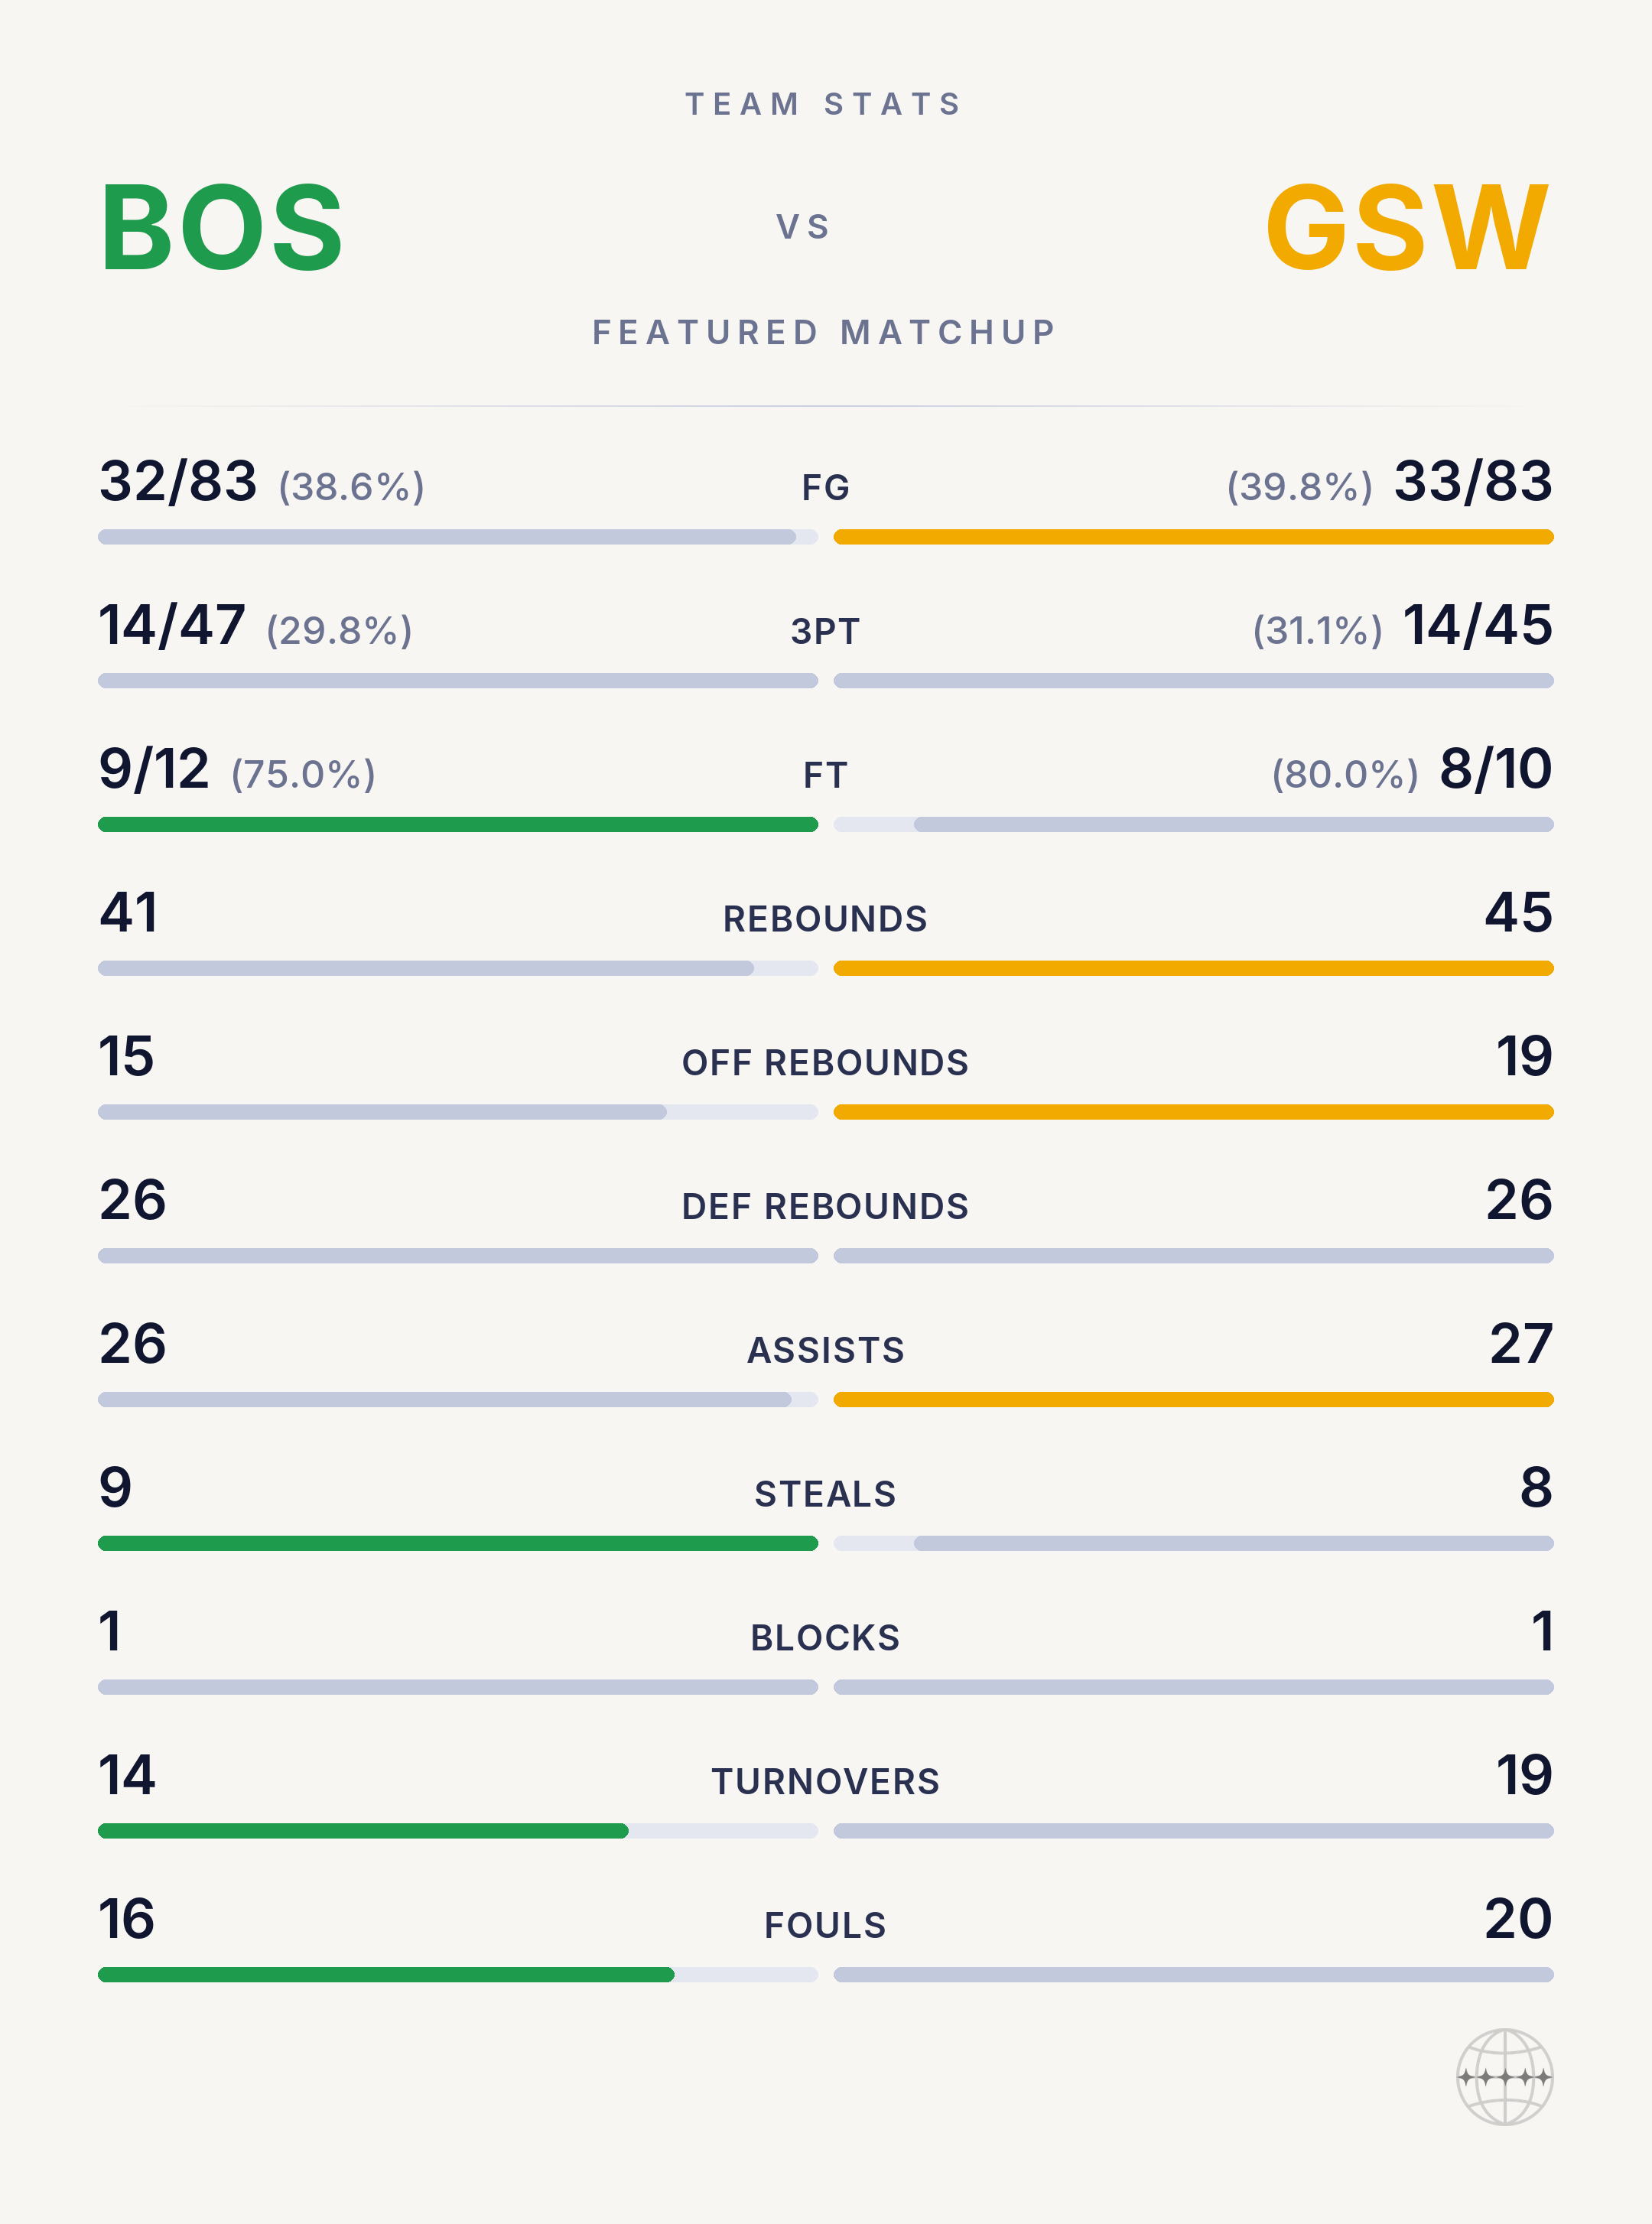 TEAM STATS
BOS VS GSW
FEATURED MATCHUP
32/83 (38.6%) FG (39.8%) 33/83
14/47 (29.8%) 3PT (31.1%) 14/45
9/12 (75.0%) FT (80.0%) 8/10
41 REBOUNDS 45
15 OFF REBOUNDS 19
26 DEF REBOUNDS 26
26 ASSISTS 27
9 STEALS 8
1 BLOCKS 1
14 TURNOVERS 19
16 FOULS 20